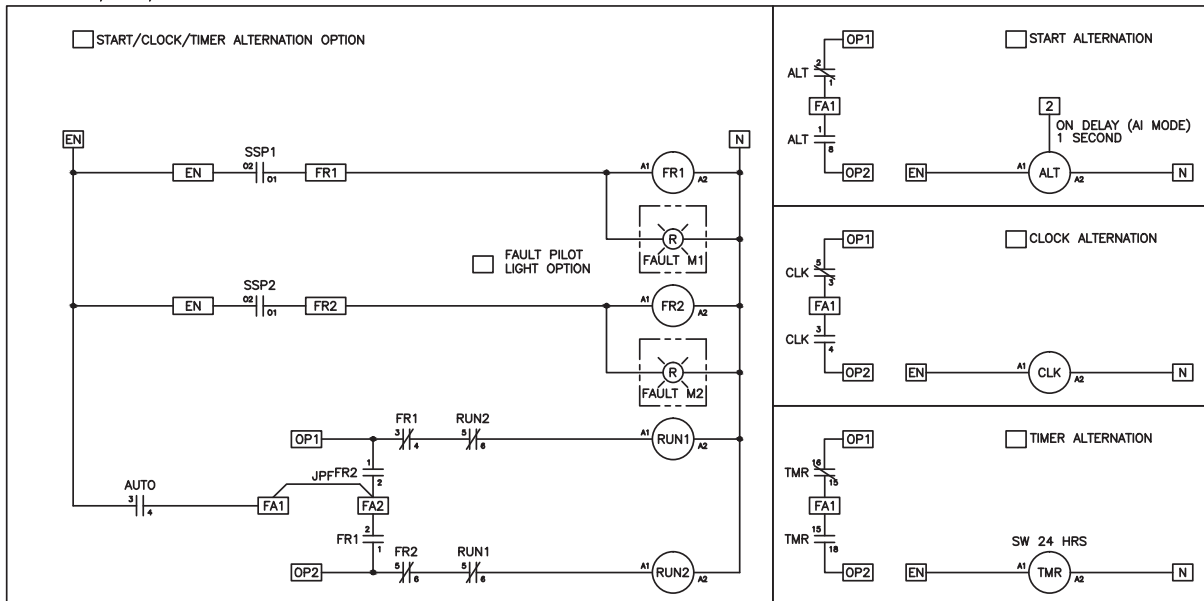 START/CLOCK/TIMER ALTERNATION OPTION
EN
N
SSP1
EN
02
01
FR1
A1
FR1
A2
R
FAULT M1
FAULT PILOT
LIGHT OPTION
SSP2
EN
02
01
FR2
A1
FR2
A2
R
FAULT M2
FR1
RUN2
OP1
3
4
5
6
A1
RUN1
A2
1
JPF
FR2
2
AUTO
3
4
FA1
FA2
2
FR1
1
FR2
RUN1
OP2
5
6
5
6
A1
RUN2
A2
OP1
START ALTERNATION
2
ALT
1
FA1
2
ON DELAY (AI MODE)
1 SECOND
1
ALT
8
OP2
EN
A1
ALT
A2
N
OP1
CLOCK ALTERNATION
5
CLK
3
FA1
3
CLK
4
OP2
EN
A1
CLK
A2
N
OP1
TIMER ALTERNATION
16
TMR
15
FA1
15
TMR
18
SW 24 HRS
OP2
EN
A1
TMR
A2
N